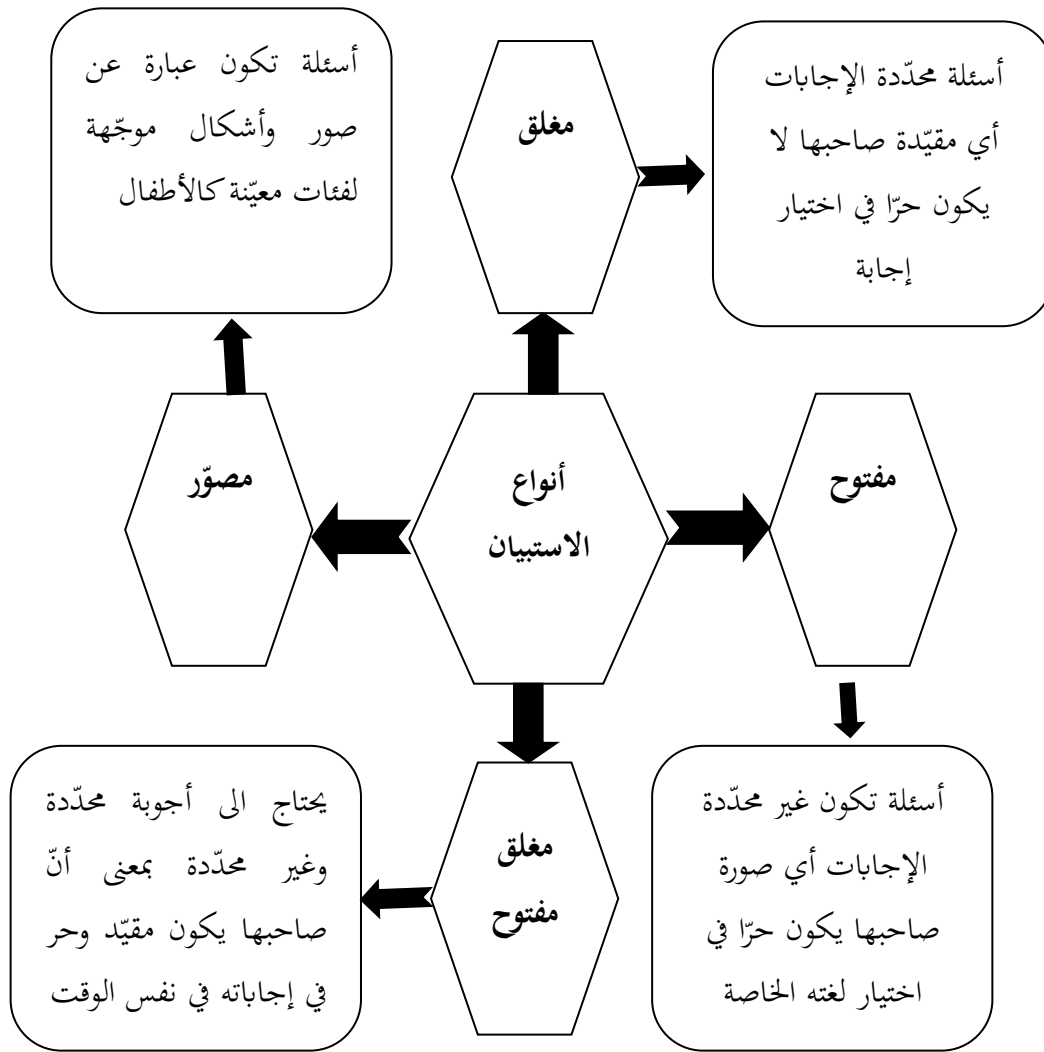 أسئلة محدّدة الإجابات
أي مقيّدة صاحبها لا
يكون حرّا في اختيار
إجابة
مغلق
أسئلة تكون عبارة عن
صور وأشكال موجّهة
لفئات معيّنة كالأطفال
مفتوح
أنواع
الاستبيان
مصوّر
أسئلة تكون غير محدّدة
الإجابات أي صورة
صاحبها يكون حرّا في
اختيار لغته الخاصة
مغلق
مفتوح
يحتاج الى أجوبة محدّدة
وغير محدّدة بمعنى أنّ
صاحبها يكون مقيّد وحر
في إجاباته في نفس الوقت